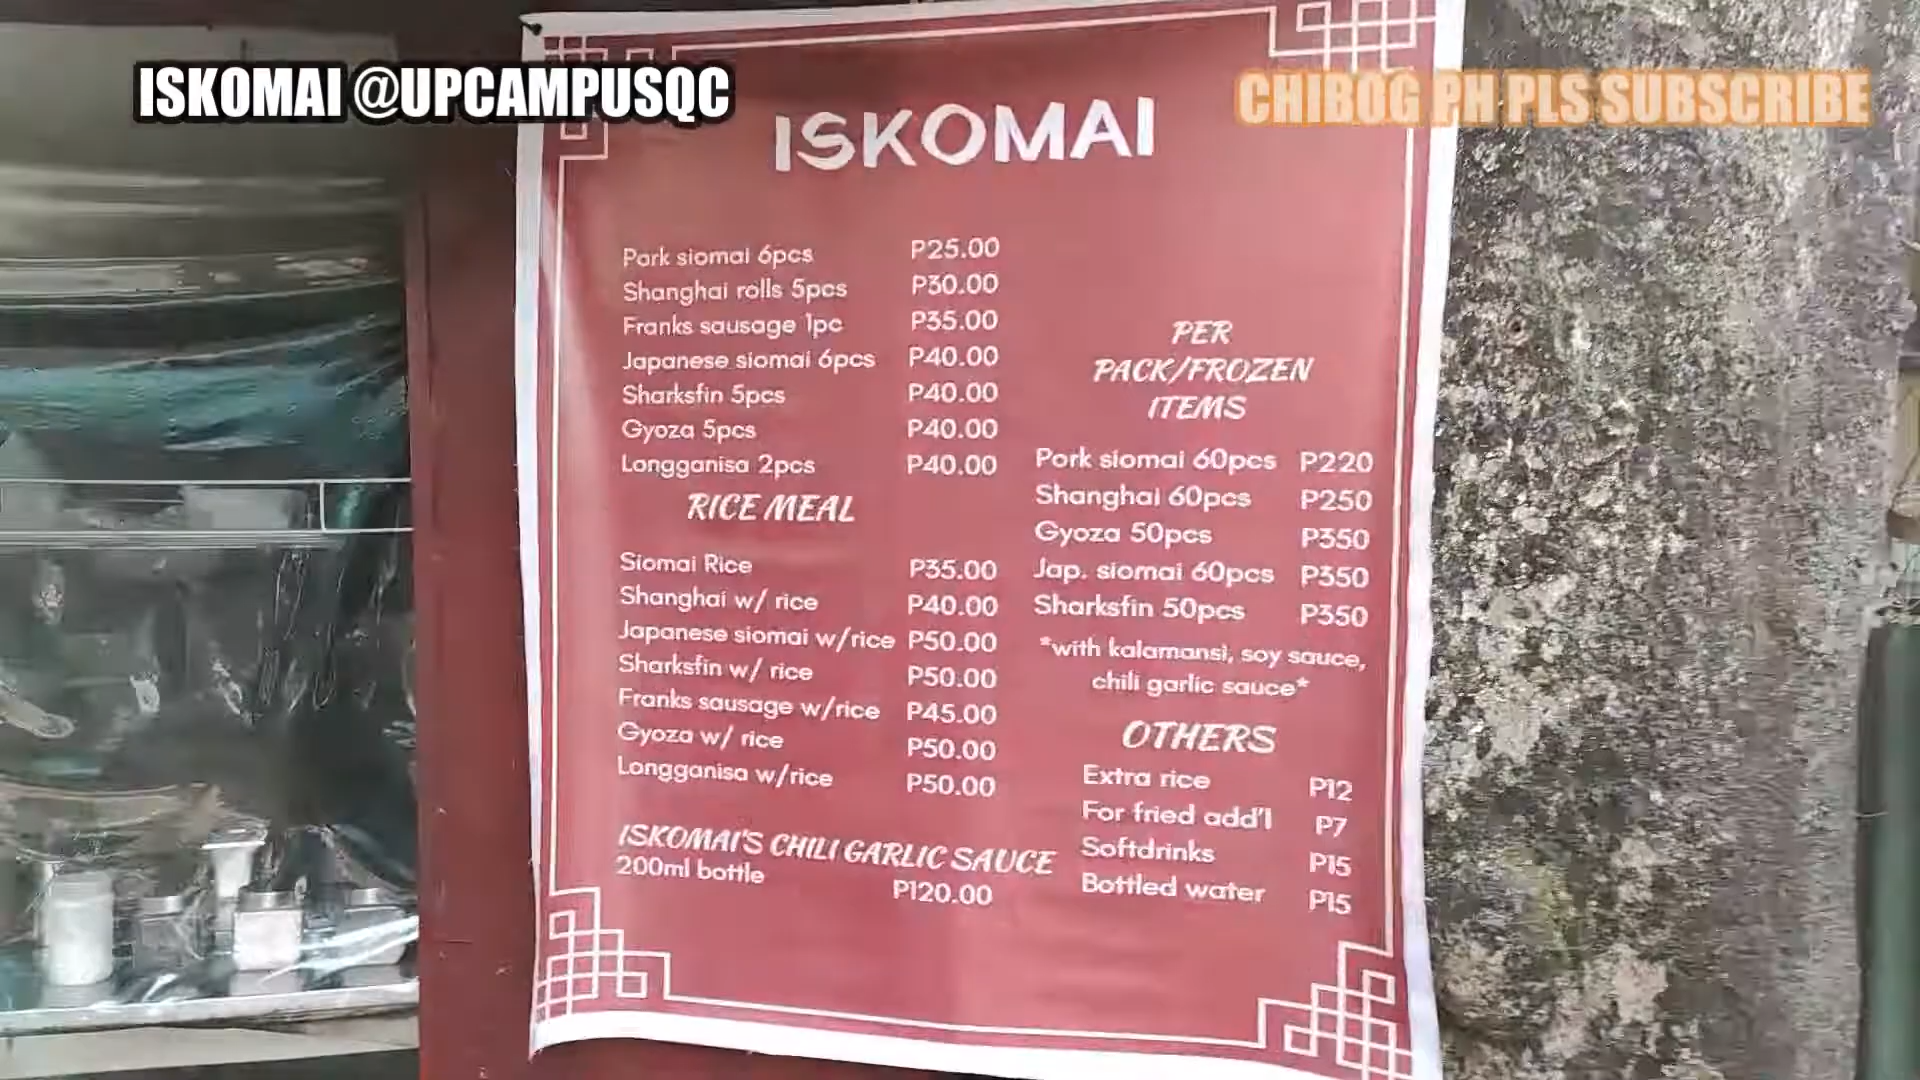 ISKOMAI @UPCAMPUSQC
CHIBOG PH PLS SUBSCRIBE
ISKOMAI
Pork siomai 6pcs P25.00
Shanghai rolls 5pcs P30.00
Franks sausage 1pc P35.00
Japanese siomai 6pcs P40.00
Sharksfin 5pcs P40.00
Gyoza 5pcs P40.00
Longganisa 2pcs P40.00
RICE MEAL
Siomai Rice P35.00
Shanghai w/ rice P40.00
Japanese siomai w/rice P50.00
Sharksfin w/ rice P50.00
Franks sausage w/rice P45.00
Gyoza w/ rice P50.00
Longganisa w/rice P50.00
ISKOMAI'S CHILI GARLIC SAUCE
200ml bottle P120.00
PER
PACK/FROZEN
ITEMS
Pork siomai 60pcs P220
Shanghai 60pcs P250
Gyoza 50pcs P350
Jap. siomai 60pcs P350
Sharksfin 50pcs P350
*with kalamansi, soy sauce,
chili garlic sauce*
OTHERS
Extra rice P12
For fried add'l P7
Softdrinks P15
Bottled water P15